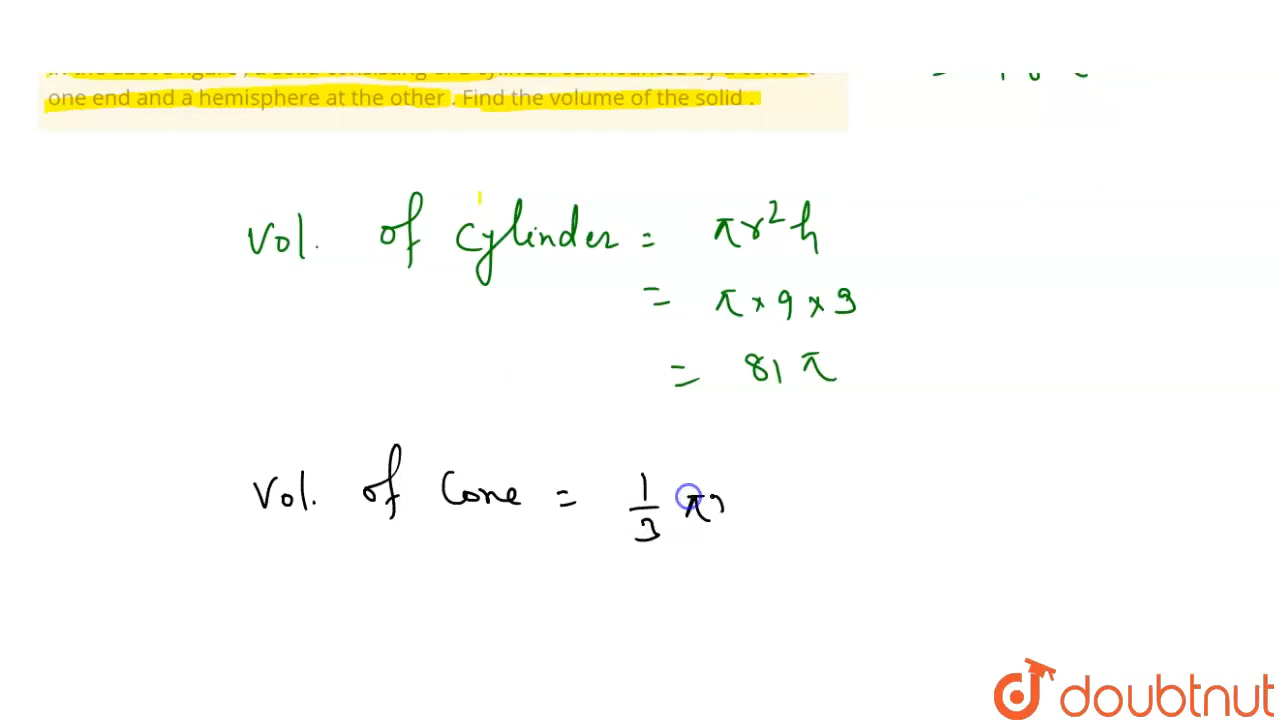 one end and a hemisphere at the other . Find the volume of the solid .
Vol. of cylinder = πr²h
= π × 9 × 9
= 81 π
Vol. of Cone = 1/3 π
doubtnut